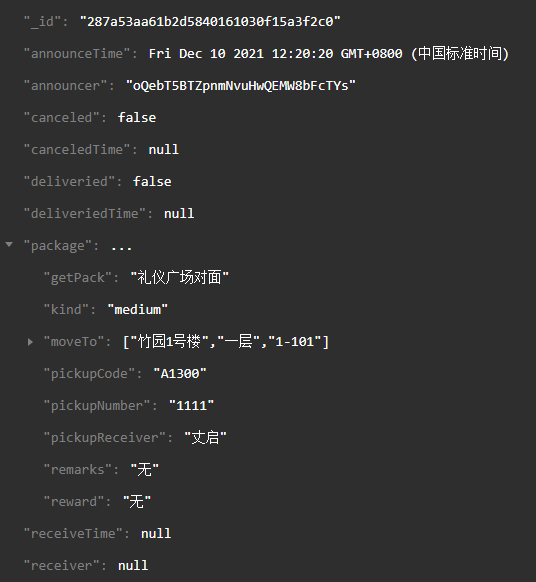 "_id": "287a53aa61b2d5840161030f15a3f2c0"
"announceTime": Fri Dec 10 2021 12:20:20 GMT+0800 (中国标准时间)
"announcer": "oQebT5BTZpnmNvuHwQEMW8bFcTYs"
"canceled": false
"canceledTime": null
"deliveried": false
"deliveriedTime": null
"package": ...
"getPack": "礼仪广场对面"
"kind": "medium"
"moveTo": ["竹园1号楼","一层","1-101"]
"pickupCode": "A1300"
"pickupNumber": "1111"
"pickupReceiver": "丈启"
"remarks": "无"
"reward": "无"
"receiveTime": null
"receiver": null